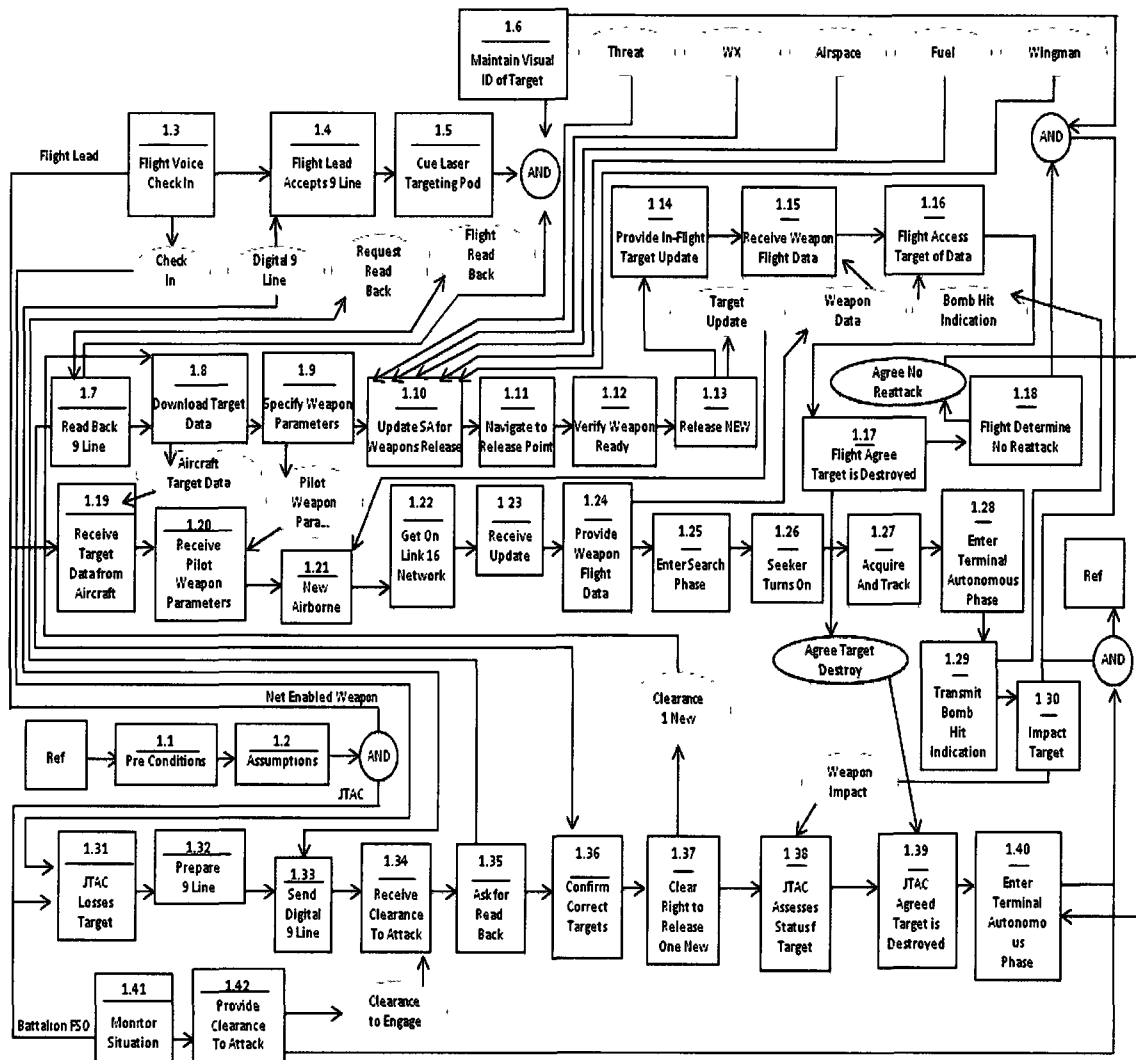 1.6
Maintain Visual
ID of Target
Threat
WX
Airspace
Fuel
Wingman
AND
Flight Lead
1.3
Flight Voice
Check In
1.4
Flight Lead
Accepts 9 Line
1.5
Cue Laser
Targeting Pod
AND
1 14
Provide In-Flight
Target Update
1.15
Receive Weapon
Flight Data
1.16
Flight Access
Target of Data
Check
In
Digital 9
Line
Request
Read
Back
Flight
Read
Back
Target
Update
Weapon
Data
Bomb Hit
Indication
1.7
Read Back
9 Line
1.8
Download Target
Data
1.9
Specify Weapon
Parameters
1.10
Update SA for
Weapons Release
1.11
Navigate to
Release Point
1.12
Verify Weapon
Ready
1.13
Release NEW
Agree No
Reattack
1.17
Flight Agree
Target is Destroyed
1.18
Flight Determine
No Reattack
Aircraft
Target Data
Pilot
Weapon
Para...
1.19
Receive
Target
Data from
Aircraft
1.20
Receive
Pilot
Weapon
Parameters
1.21
New
Airborne
1.22
Get On
Link 16
Network
1 23
Receive
Update
1.24
Provide
Weapon
Flight
Data
1.25
Enter Search
Phase
1.26
Seeker
Turns On
1.27
Acquire
And Track
1.28
Enter
Terminal
Autonomous
Phase
Ref
AND
Agree Target
Destroy
1.29
Transmit
Bomb
Hit
Indication
1 30
Impact
Target
Clearance
1 New
Net Enabled Weapon
Ref
1.1
Pre Conditions
1.2
Assumptions
AND
JTAC
Weapon
Impact
1.31
JTAC
Losses
Target
1.32
Prepare
9 Line
1.33
Send
Digital
9 Line
1.34
Receive
Clearance
To Attack
1.35
Ask for
Read
Back
1.36
Confirm
Correct
Targets
1.37
Clear
Right to
Release
One New
1 38
JTAC
Assesses
Status f
Target
1.39
JTAC
Agreed
Target is
Destroyed
1.40
Enter
Terminal
Autonomo
us
Phase
Battalion FSO
1.41
Monitor
Situation
1.42
Provide
Clearance
To Attack
Clearance
to Engage